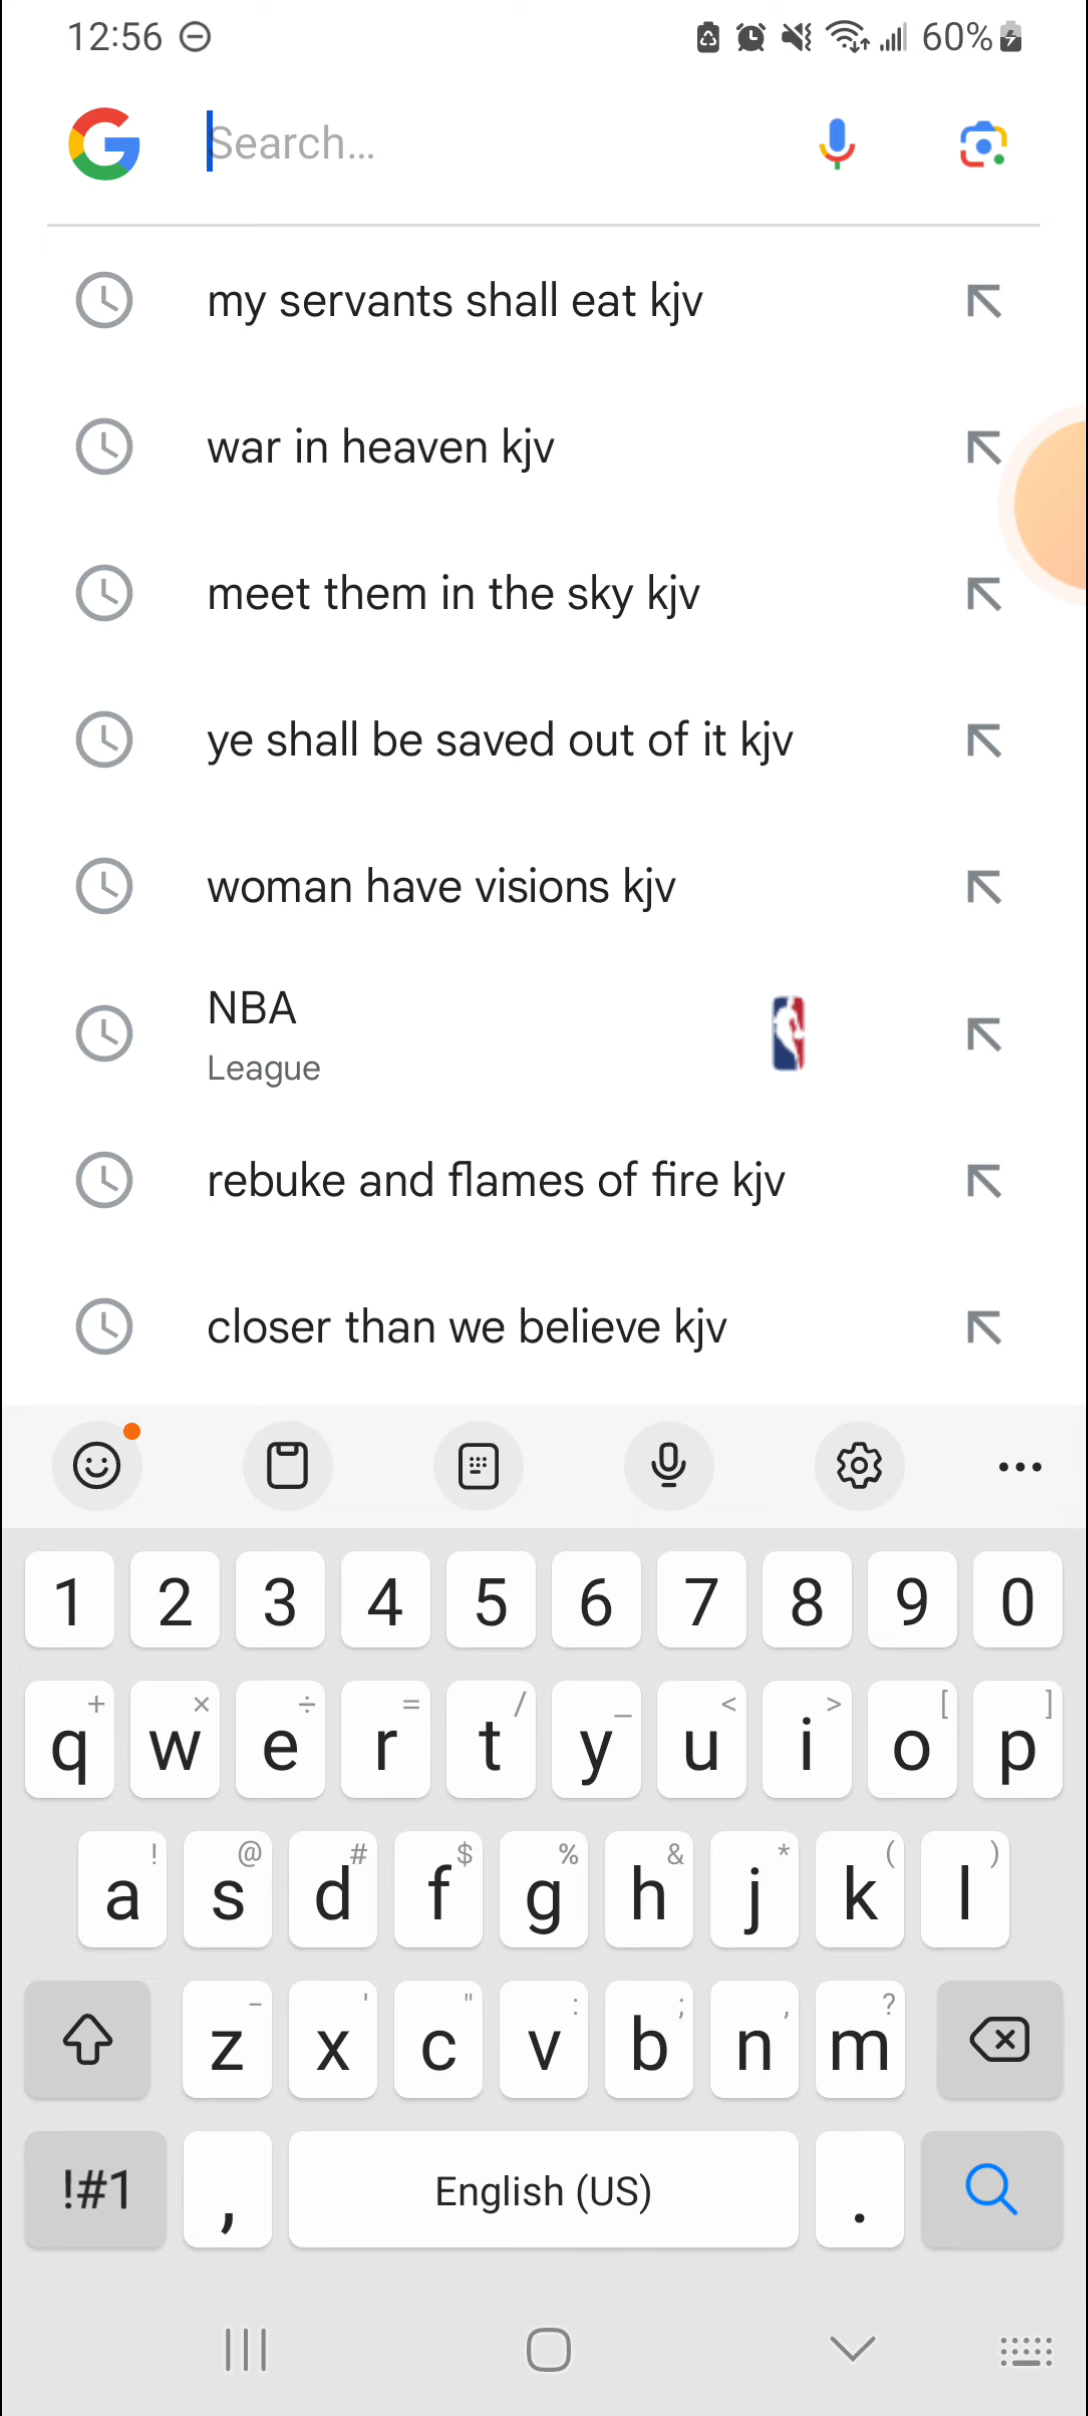 12:56 60%
Search...
my servants shall eat kjv
war in heaven kjv
meet them in the sky kjv
ye shall be saved out of it kjv
woman have visions kjv
NBA
League
rebuke and flames of fire kjv
closer than we believe kjv
1 2 3 4 5 6 7 8 9 0
+ × ÷ = / _ < > [ ]
q w e r t y u i o p
! @ # $ % & * ( )
a s d f g h j k l
- ' " : ; , ?
z x c v b n m
!#1 , English (US) .